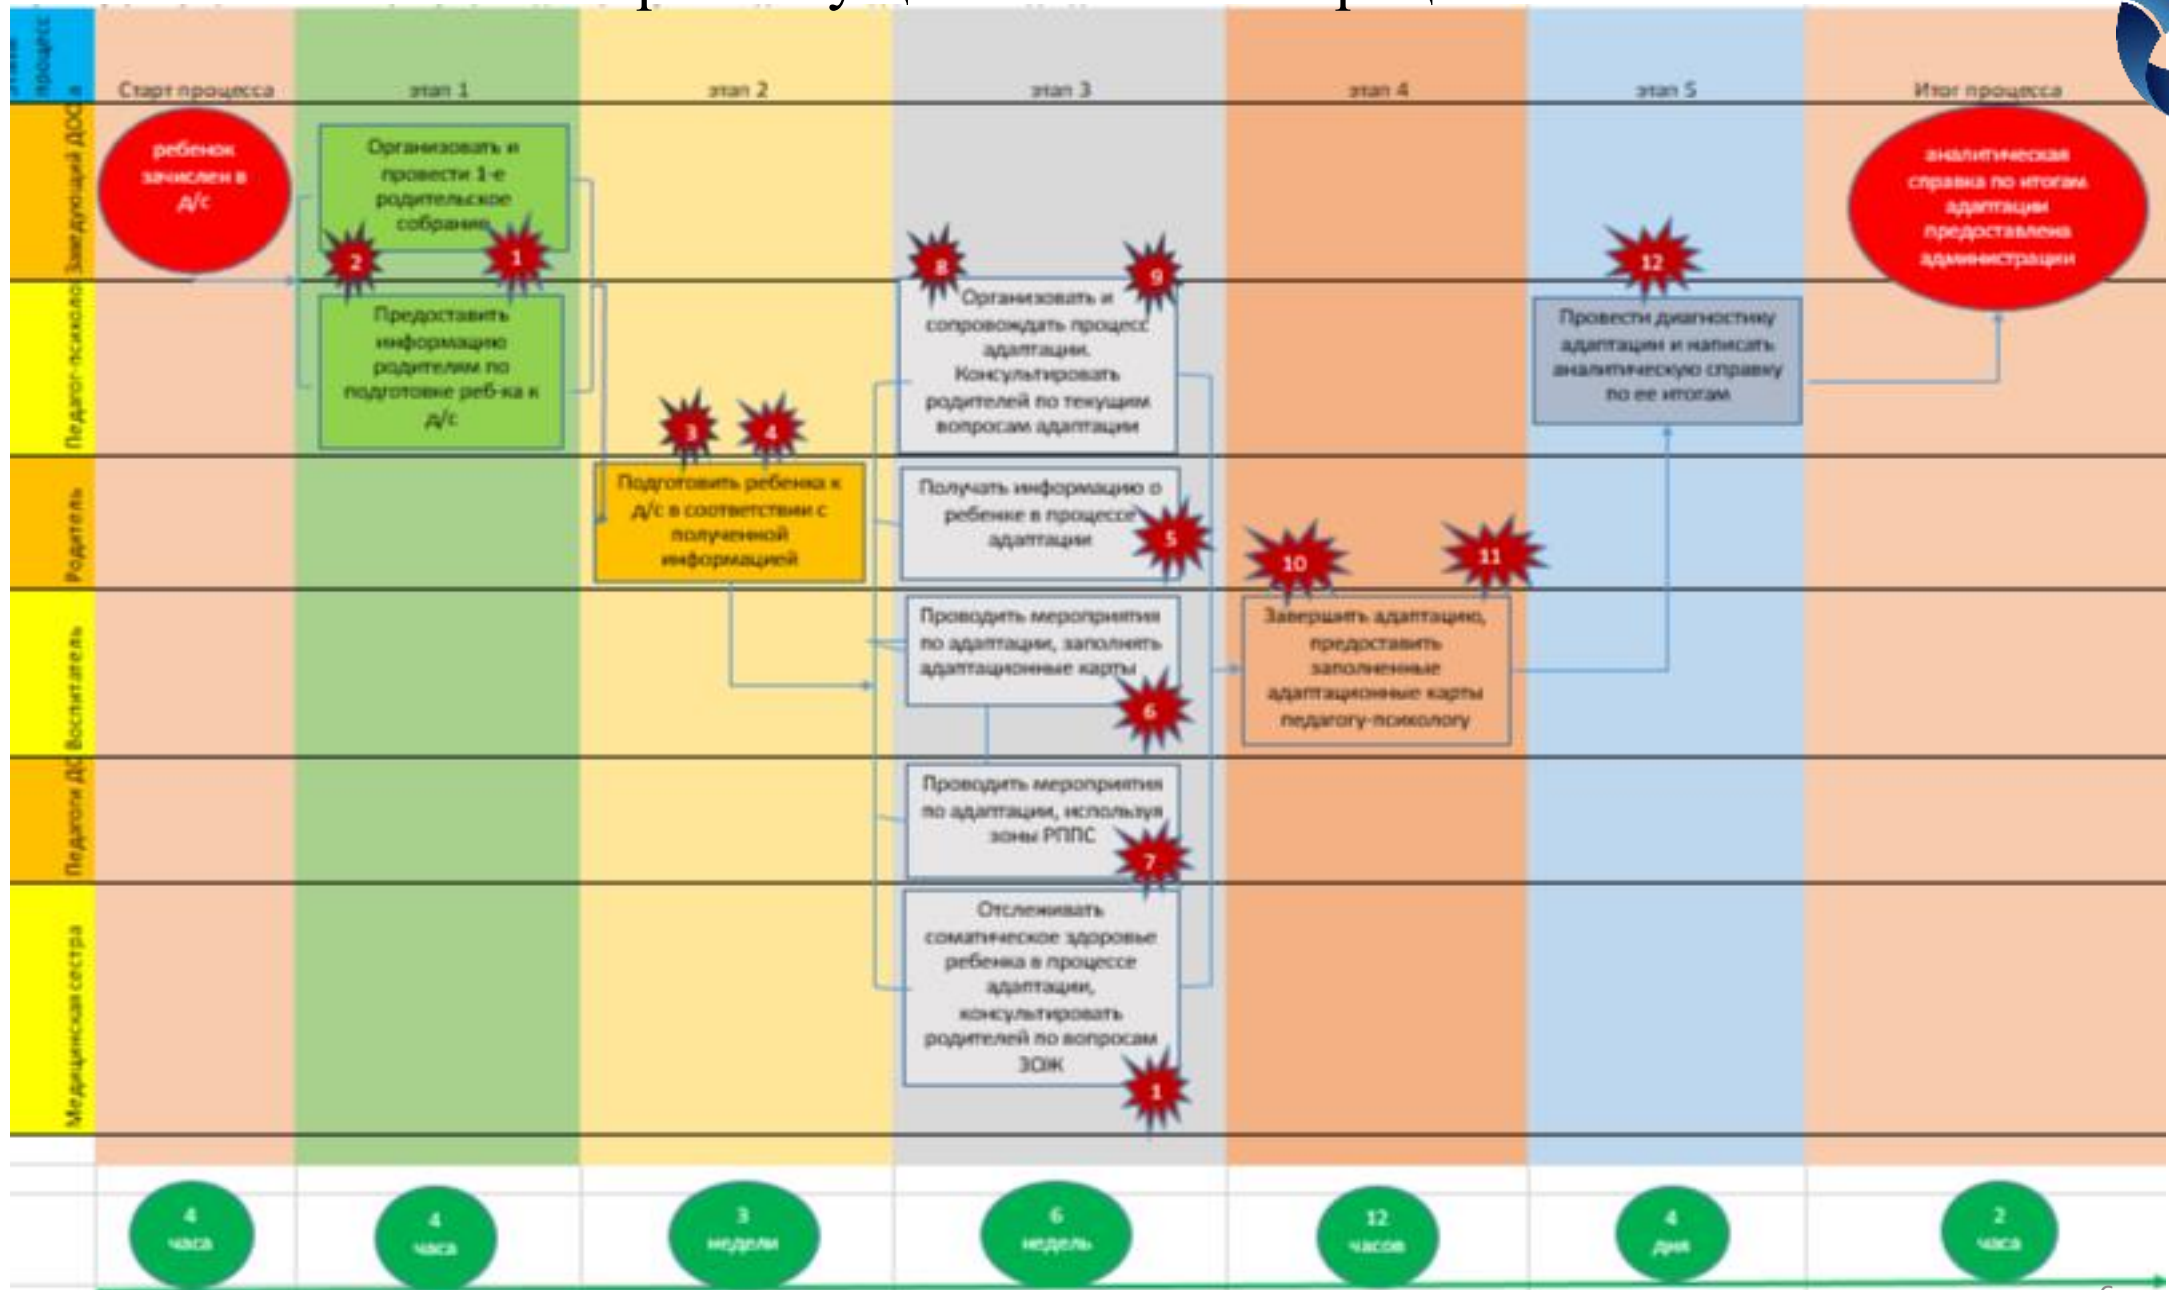 процесс
Старт процесса
этап 1
этап 2
этап 3
этап 4
этап 5
Итог процесса
Заведующий ДОО
ребенок
зачислен в
д/с
Организовать и
провести 1-е
родительское
собрание
2
1
8
9
12
аналитическая
справка по итогам
адаптации
предоставлена
администрации
Педагог-психолог
Предоставить
информацию
родителям по
подготовке реб-ка к
д/с
3
4
Организовать и
сопровождать процесс
адаптации.
Консультировать
родителей по текущим
вопросам адаптации
Провести диагностику
адаптации и написать
аналитическую справку
по ее итогам
Родитель
Подготовить ребенка к
д/с в соответствии с
полученной
информацией
Получать информацию о
ребенке в процессе
адаптации
5
10
11
Воспитатель
Проводить мероприятия
по адаптации, заполнять
адаптационные карты
6
Завершить адаптацию,
предоставить
заполненные
адаптационные карты
педагогу-психологу
Педагоги ДО
Проводить мероприятия
по адаптации, используя
зоны РППС
7
Медицинская сестра
Отслеживать
соматическое здоровье
ребенка в процессе
адаптации,
консультировать
родителей по вопросам
ЗОЖ
1
4
часа
4
часа
3
недели
6
недель
12
часов
4
дня
2
часа